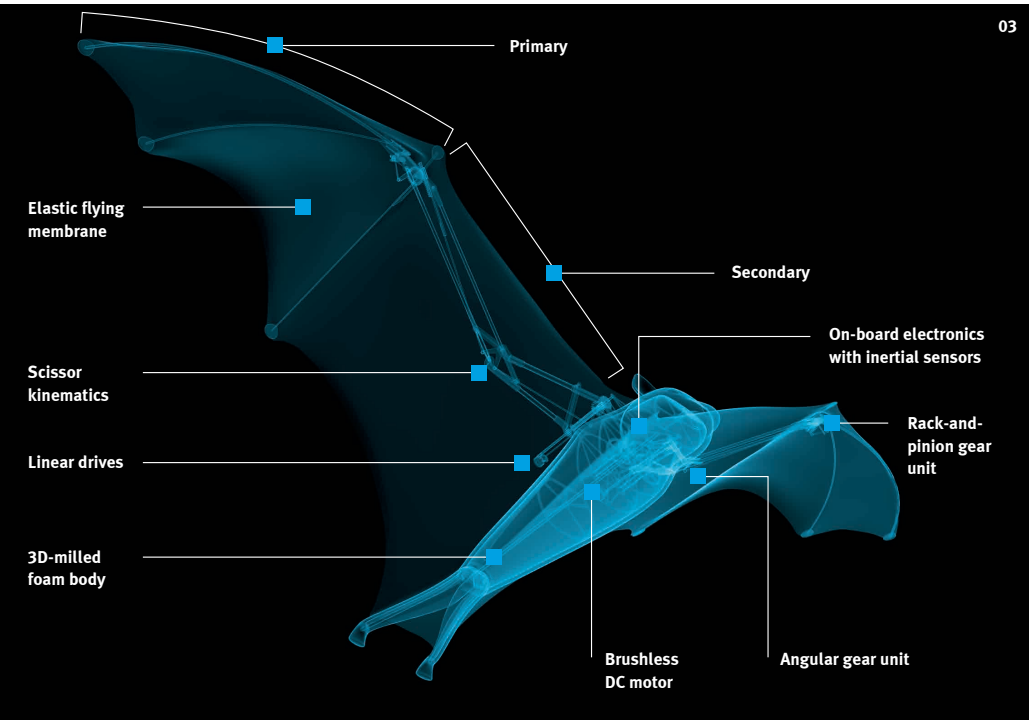 03
Primary
Elastic flying
membrane
Secondary
On-board electronics
with inertial sensors
Scissor
kinematics
Rack-and-
pinion gear
unit
Linear drives
3D-milled
foam body
Brushless
DC motor
Angular gear unit